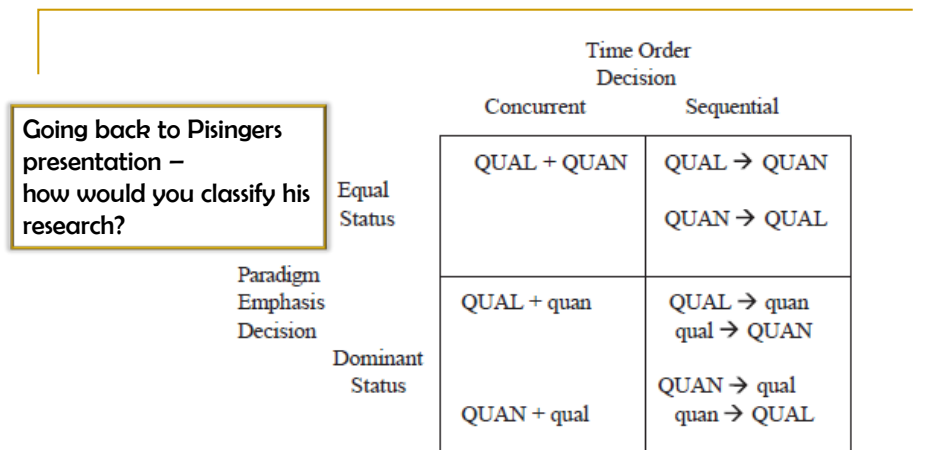 Time Order
Decision
Concurrent Sequential
Going back to Pisingers
presentation –
how would you classify his
research?
Equal
Status
QUAL + QUAN QUAL → QUAN
QUAN → QUAL
Paradigm
Emphasis
Decision
Dominant
Status
QUAL + quan QUAL → quan
qual → QUAN
QUAN → qual
QUAN + qual quan → QUAL